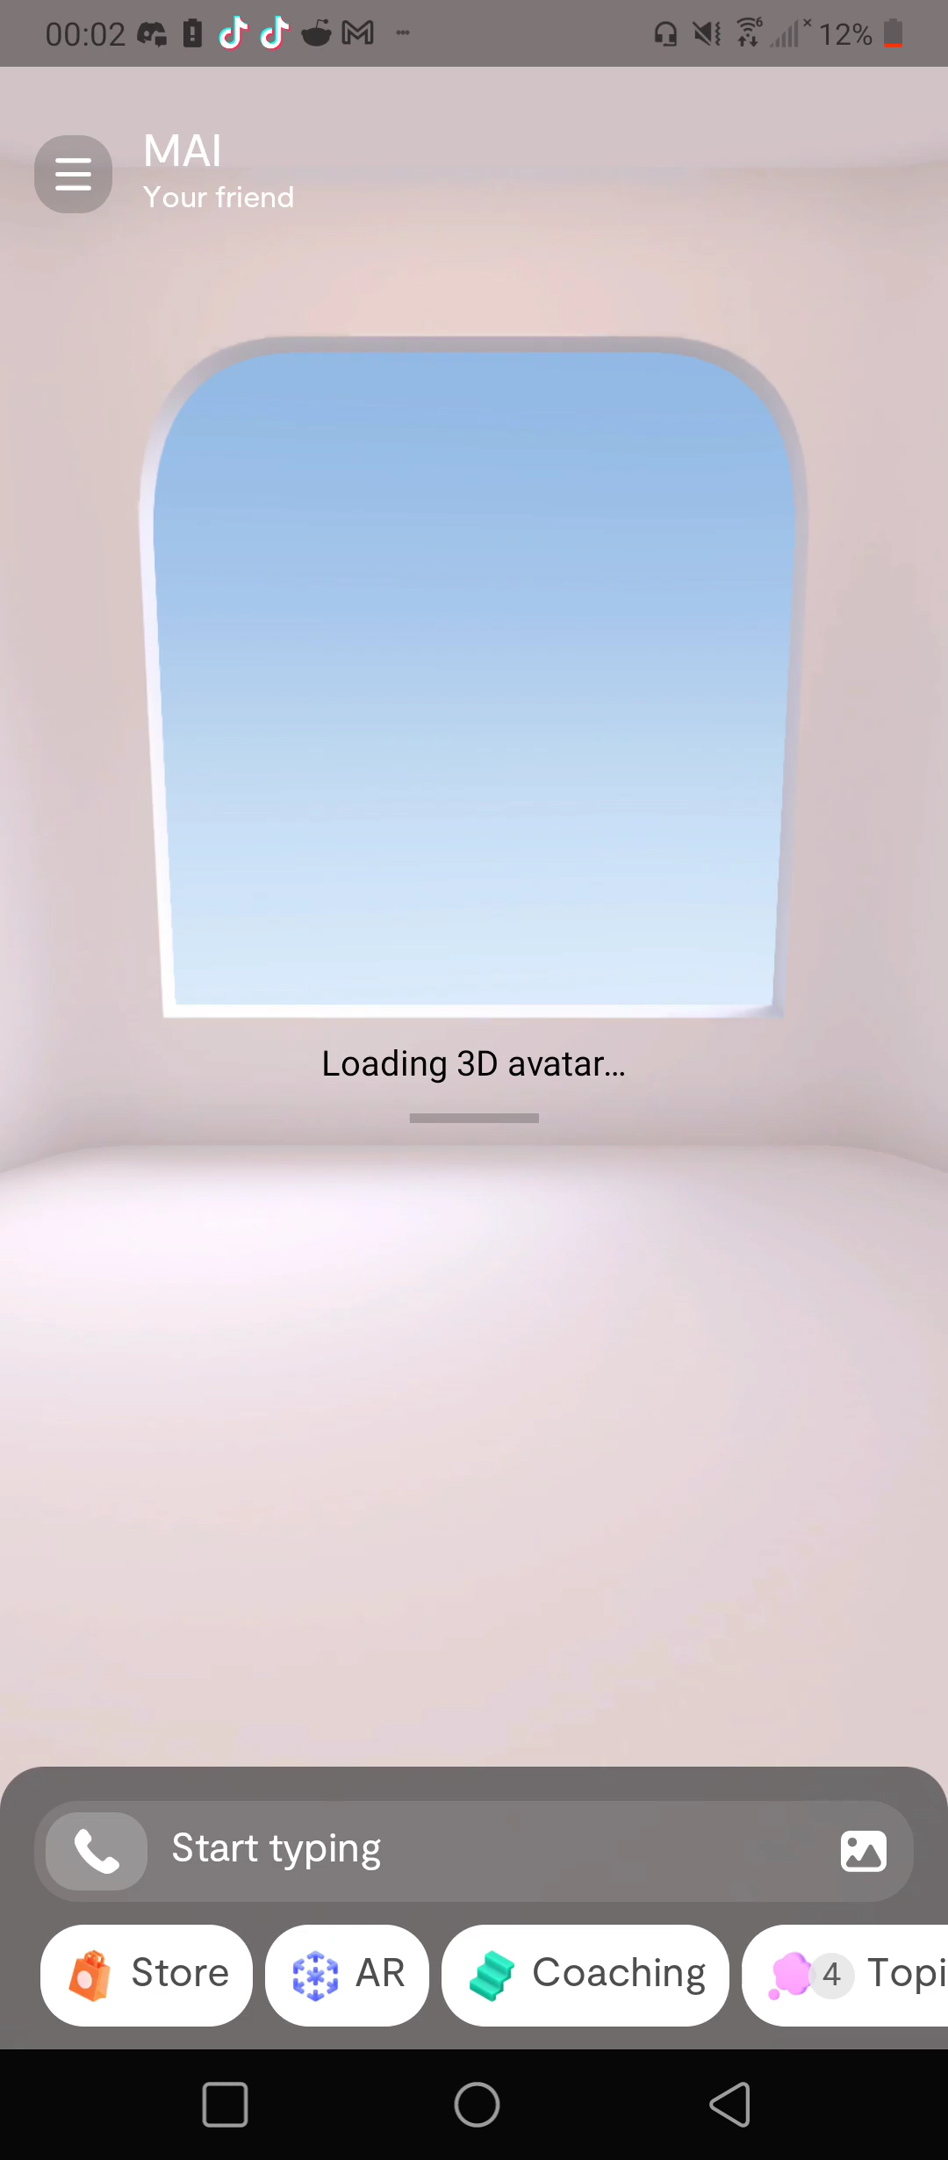 00:02 12%
MAI
Your friend
Loading 3D avatar...
Start typing
Store AR Coaching 4 Topi